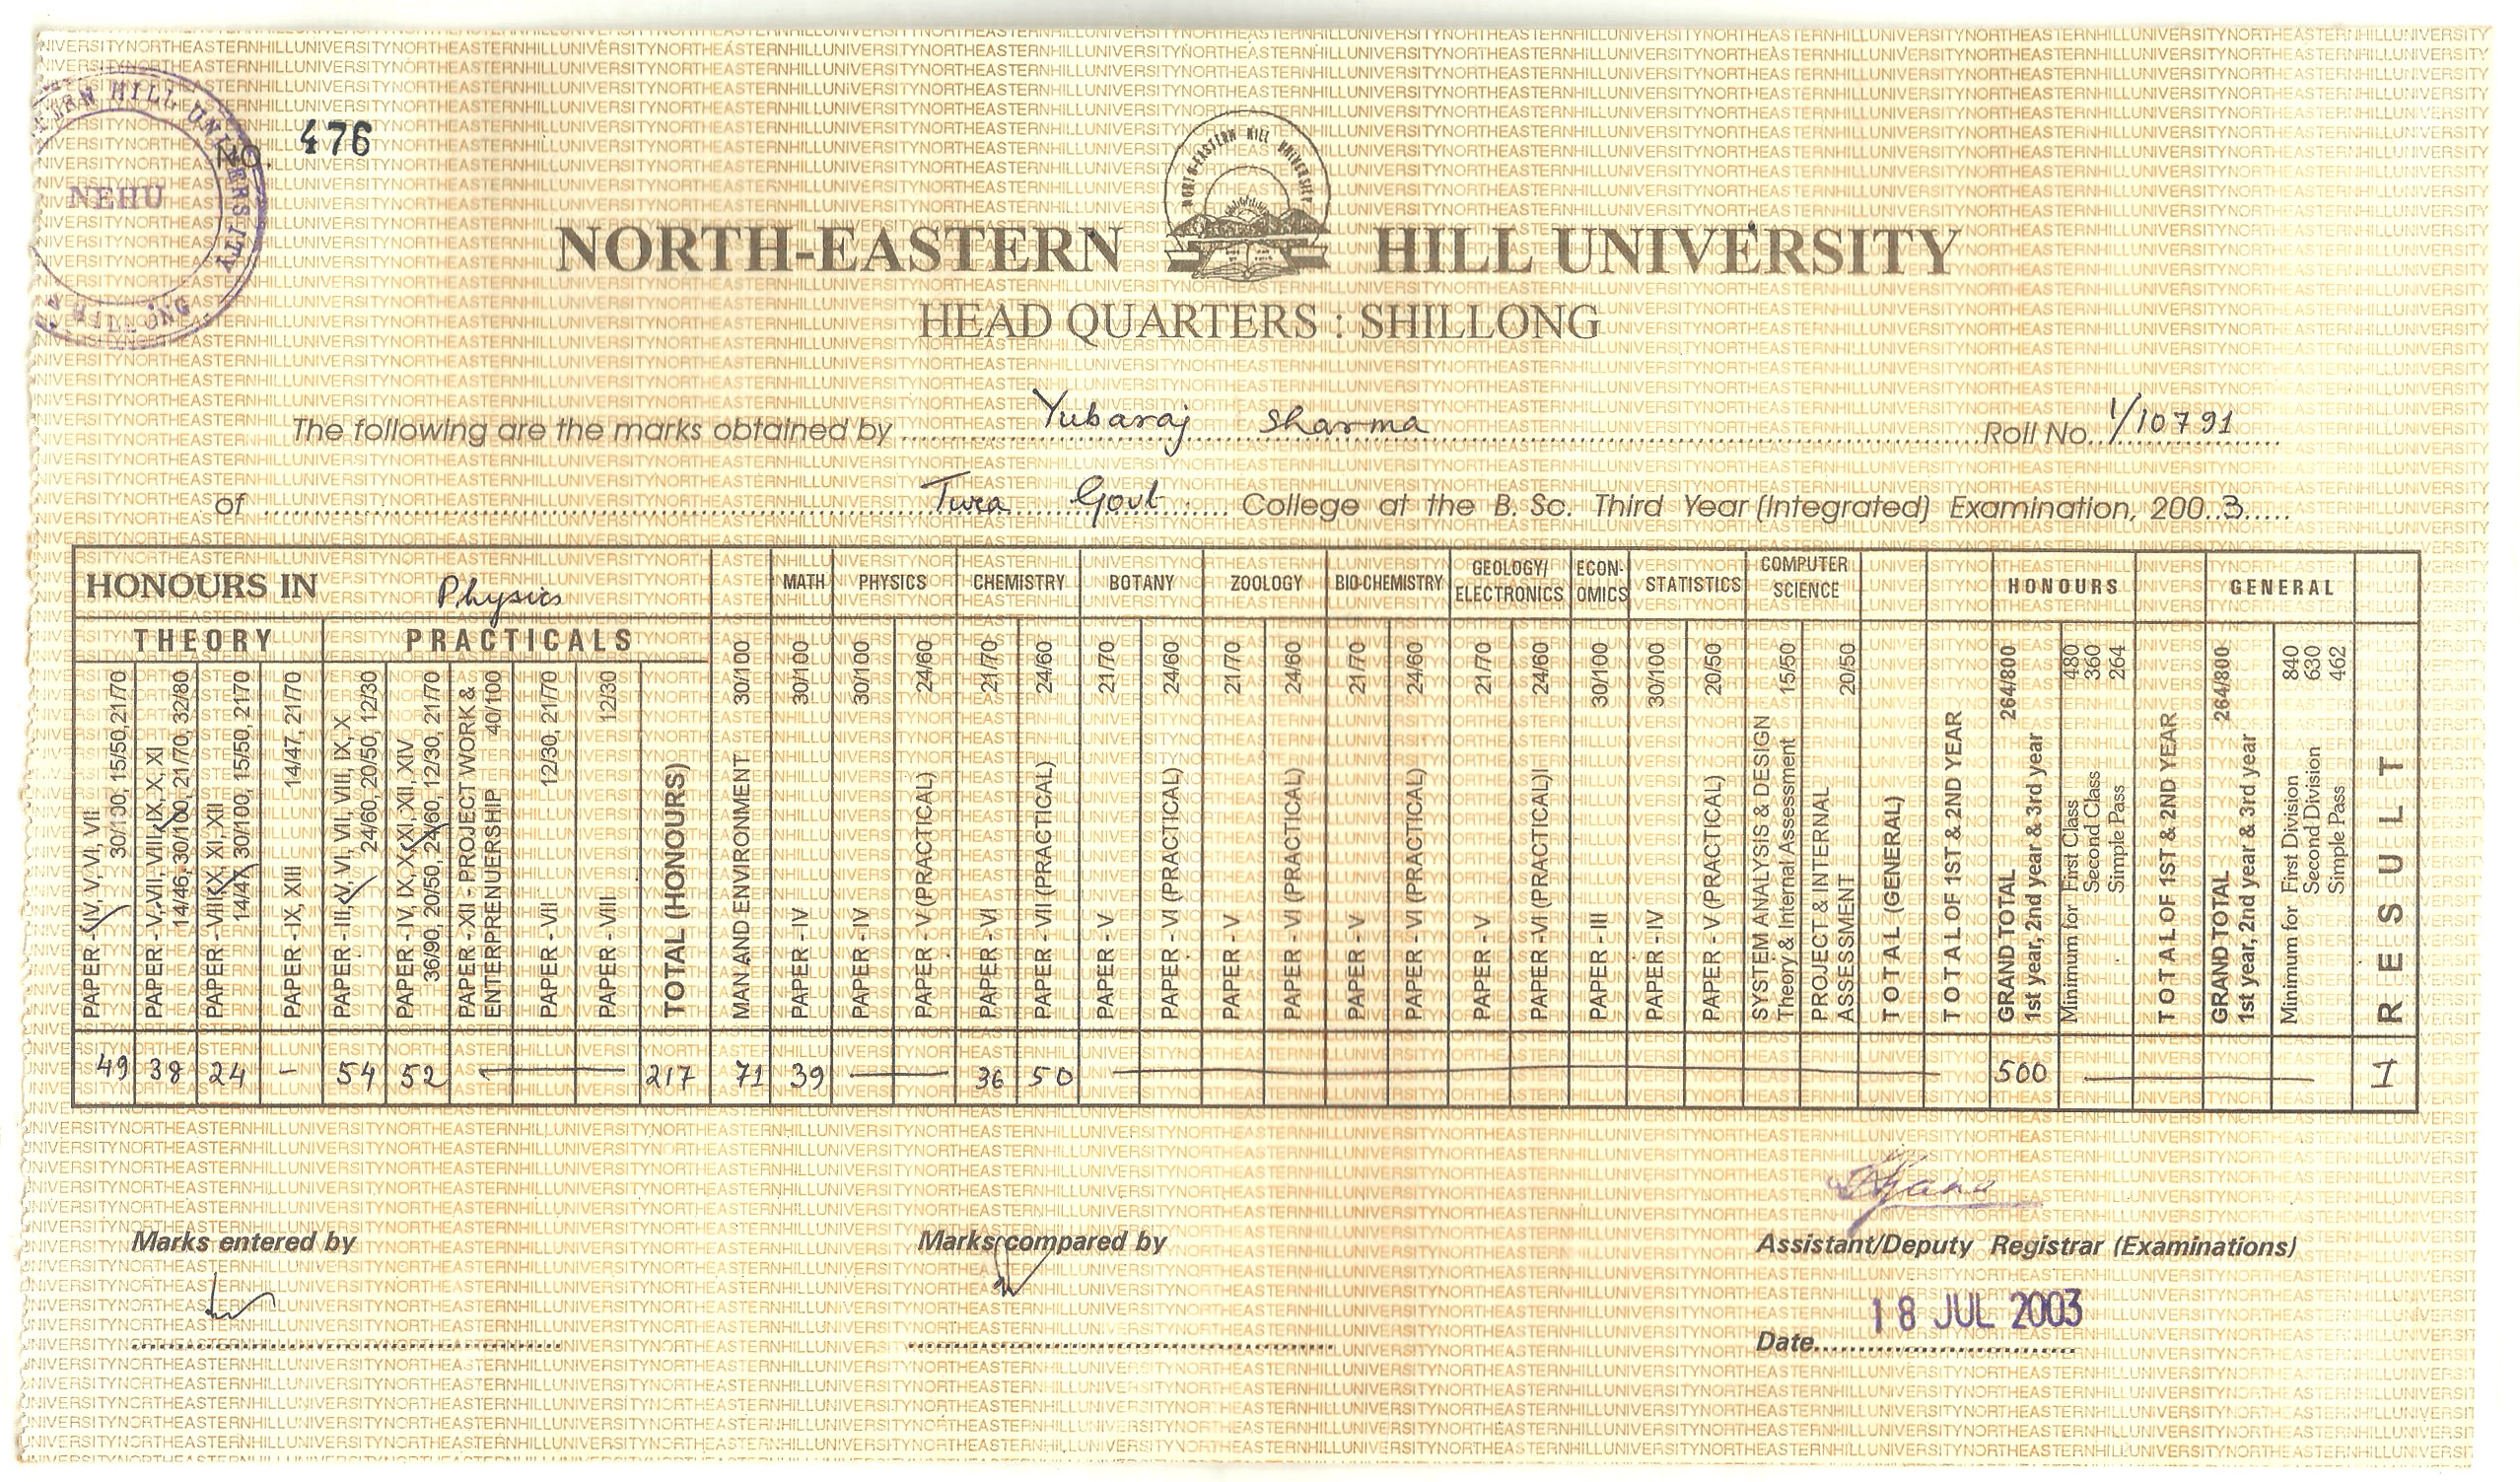 NEHU
No. 476
NORTH-EASTERN HILL UNIVERSITY
NORTH-EASTERN HILL UNIVERSITY
HEAD QUARTERS : SHILLONG
The following are the marks obtained by Yubaraj Sharma Roll No. 1/10791
of Tura Govt. College at the B. Sc. Third Year (Integrated) Examination, 2003
HONOURS IN Physics
MATH PHYSICS CHEMISTRY BOTANY ZOOLOGY BIO-CHEMISTRY GEOLOGY/ ELECTRONICS ECON- OMICS STATISTICS COMPUTER SCIENCE HONOURS GENERAL
THEORY PRACTICALS
PAPER - IV, V, VI, VII
30/100, 15/50, 21/70
PAPER - V, VII, VIII, IX, X, XI
14/46, 30/100, 21/70, 32/80
PAPER - VIII, X, XI, XII
14/47, 30/100, 15/50, 21/70
PAPER - IX, XIII 14/47, 21/70
PAPER - III, V, VI, VII, VIII, IX, X
24/60, 20/50, 12/30
PAPER - IV, IX, X, XI, XII, XIV
36/90, 20/50, 24/60, 12/30, 21/70
PAPER - XII - PROJECT WORK &
ENTERPRENUERSHIP 40/100
PAPER - VII 12/30, 21/70
PAPER - VIII 12/30
TOTAL (HONOURS)
MAN AND ENVIRONMENT 30/100
PAPER - IV 30/100
PAPER - IV 30/100
PAPER - V (PRACTICAL) 24/60
PAPER - VI 21/70
PAPER - VII (PRACTICAL) 24/60
PAPER - V 21/70
PAPER - VI (PRACTICAL) 24/60
PAPER - V 21/70
PAPER - VI (PRACTICAL) 24/60
PAPER - V 21/70
PAPER - VI (PRACTICAL) 24/60
PAPER - V 21/70
PAPER - VI (PRACTICAL) 24/60
PAPER - III 30/100
PAPER - IV 30/100
PAPER - V (PRACTICAL) 20/50
SYSTEM ANALYSIS & DESIGN
Theory & Internal Assessment 15/50
PROJECT & INTERNAL
ASSESSMENT 20/50
TOTAL (GENERAL)
TOTAL OF 1ST & 2ND YEAR
GRAND TOTAL 264/800
1st year, 2nd year & 3rd year
Minimum for First Class 480
Second Class 360
Simple Pass 264
TOTAL OF 1ST & 2ND YEAR
GRAND TOTAL 264/800
1st year, 2nd year & 3rd year
Minimum for First Division 840
Second Division 630
Simple Pass 462
RESULT
49 38 24 - 54 52 217 71 39 36 50 500 I
Marks entered by Marks compared by Assistant/Deputy Registrar (Examinations)
Date 18 JUL 2003